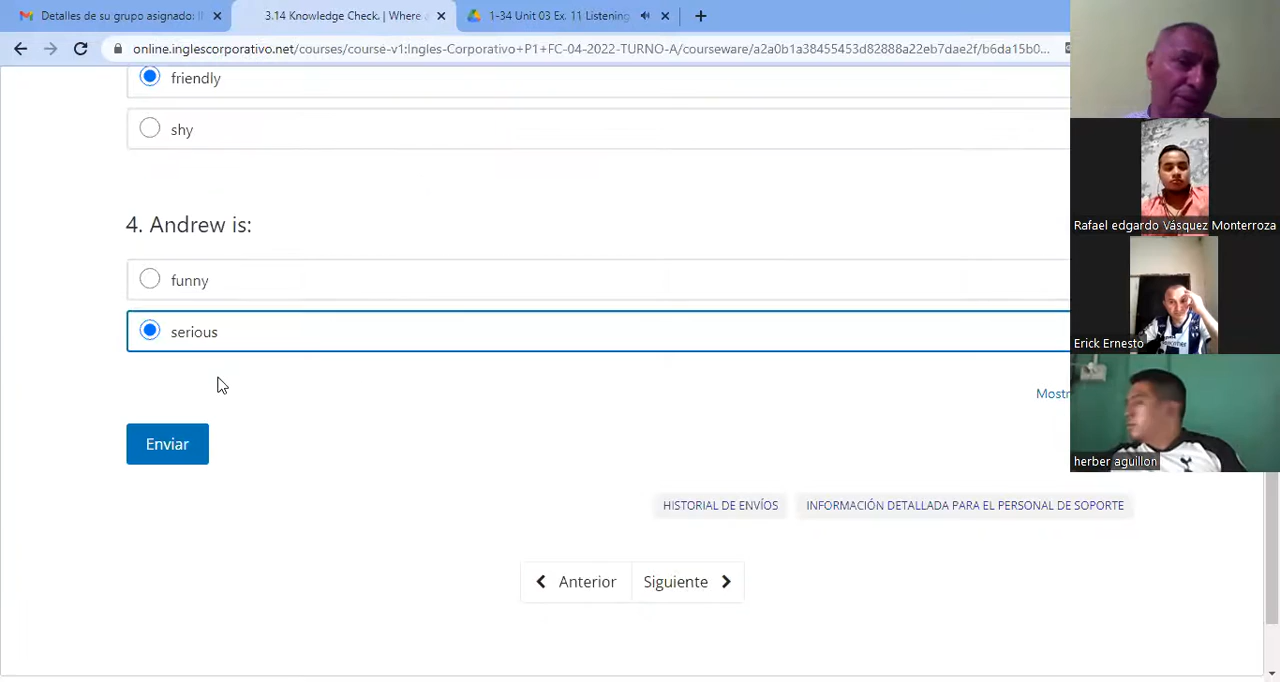 Detalles de su grupo asignado: I
3.14 Knowledge Check. | Where
1-34 Unit 03 Ex. 11 Listening
online.inglescorporativo.net/courses/course-v1:Ingles-Corporativo+P1+FC-04-2022-TURNO-A/courseware/a2a0b1a38455453d82888a22eb7dae2f/b6da15b0...
friendly
shy
4. Andrew is:
funny
serious
Mostr
Enviar
HISTORIAL DE ENVÍOS
INFORMACIÓN DETALLADA PARA EL PERSONAL DE SOPORTE
Anterior
Siguiente
Rafael edgardo Vásquez Monterroza
Erick Ernesto
herber aguillon